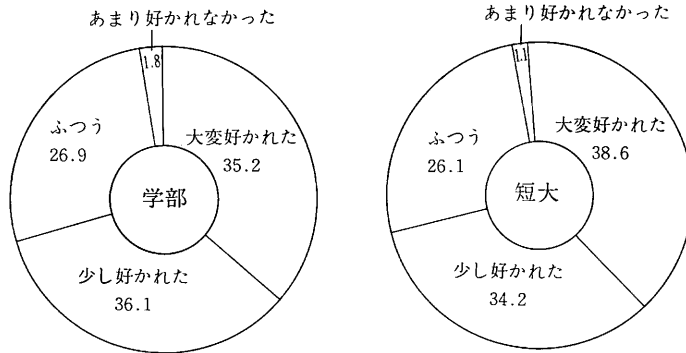 あまり好かれなかった
1.8
大変好かれた
35.2
ふつう
26.9
学部
少し好かれた
36.1
あまり好かれなかった
1.1
大変好かれた
38.6
ふつう
26.1
短大
少し好かれた
34.2